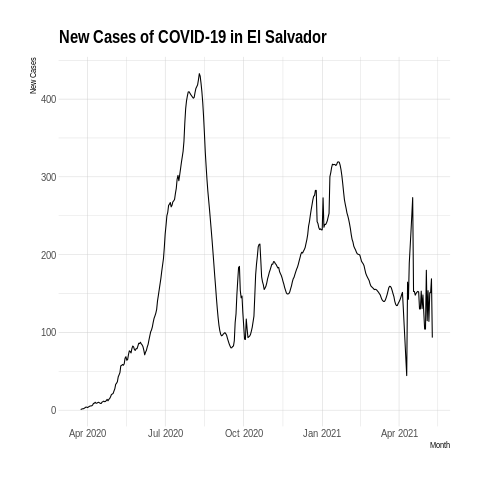 New Cases of COVID-19 in El Salvador
New Cases
400
300
200
100
0
Apr 2020 Jul 2020 Oct 2020 Jan 2021 Apr 2021
Month